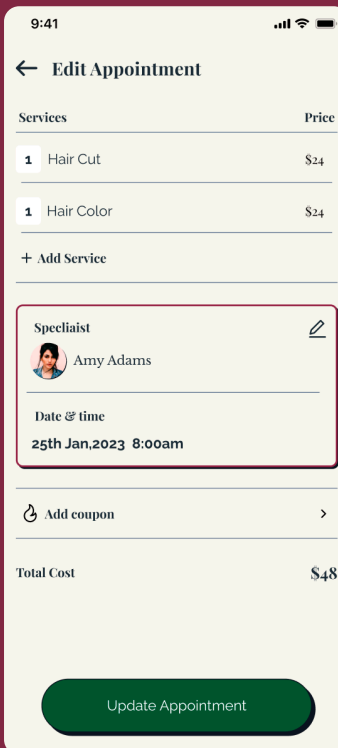 9:41
Edit Appointment
Services Price
1 Hair Cut $24
1 Hair Color $24
+ Add Service
Specliaist
Amy Adams
Date & time
25th Jan,2023 8:00am
Add coupon
Total Cost $48
Update Appointment